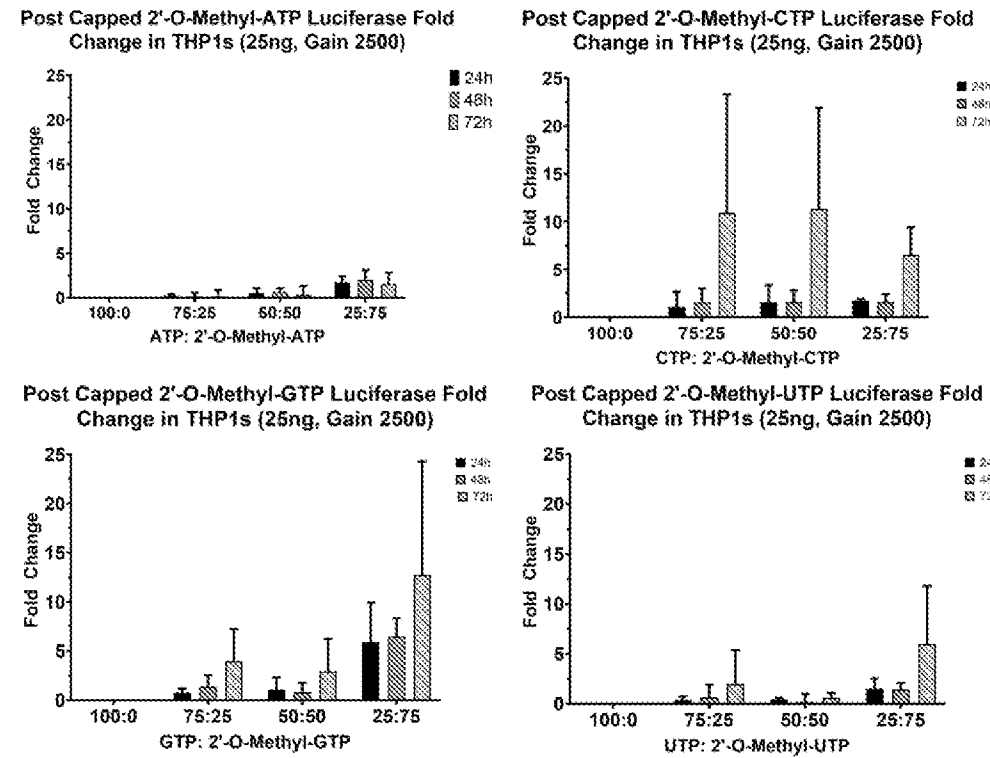 Post Capped 2'-O-Methyl-ATP Luciferase Fold
Change in THP1s (25ng, Gain 2500)
25
20
15
10
5
0
Fold Change
24h
48h
72h
100:0 75:25 50:50 25:75
ATP: 2'-O-Methyl-ATP
Post Capped 2'-O-Methyl-CTP Luciferase Fold
Change in THP1s (25ng, Gain 2500)
25
20
15
10
5
0
Fold Change
24h
48h
72h
100:0 75:25 50:50 25:75
CTP: 2'-O-Methyl-CTP
Post Capped 2'-O-Methyl-GTP Luciferase Fold
Change in THP1s (25ng, Gain 2500)
25
20
15
10
5
0
Fold Change
24h
48h
72h
100:0 75:25 50:50 25:75
GTP: 2'-O-Methyl-GTP
Post Capped 2'-O-Methyl-UTP Luciferase Fold
Change in THP1s (25ng, Gain 2500)
25
20
15
10
5
0
Fold Change
100:0 75:25 50:50 25:75
UTP: 2'-O-Methyl-UTP